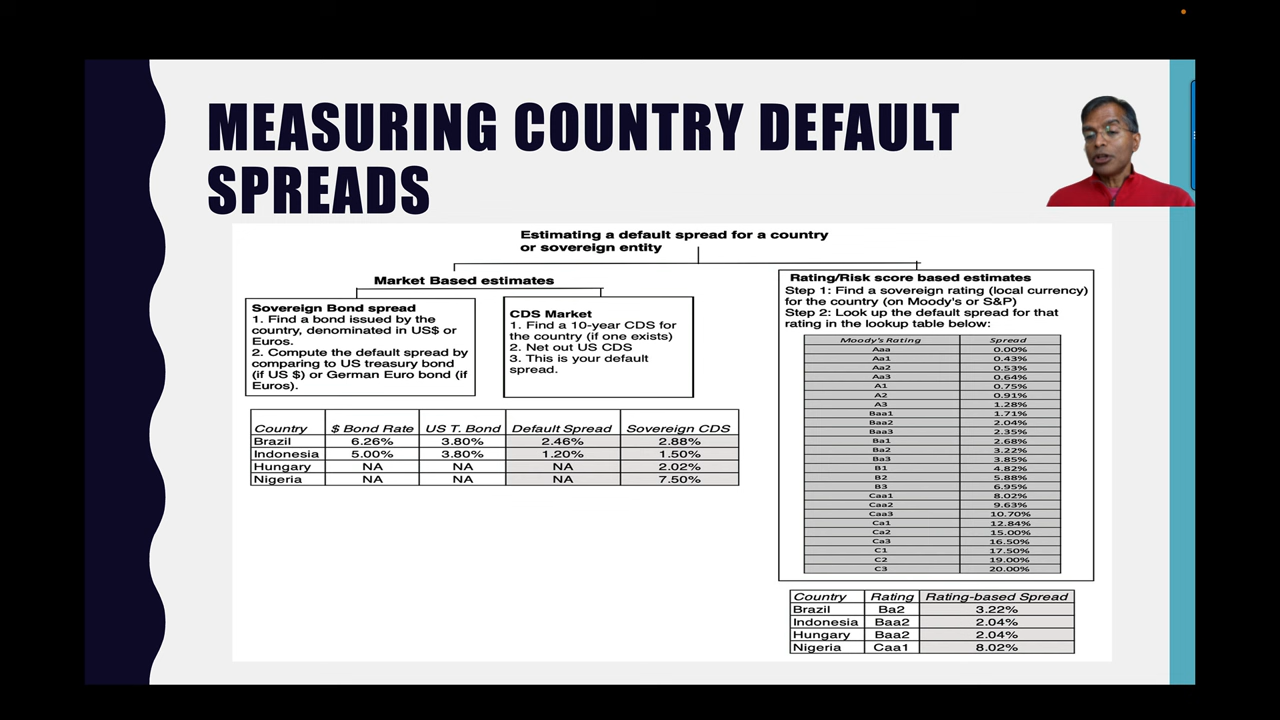 MEASURING COUNTRY DEFAULT
SPREADS
Estimating a default spread for a country
or sovereign entity
Market Based estimates
Sovereign Bond spread
1. Find a bond issued by the
country, denominated in US$ or
Euros.
2. Compute the default spread by
comparing to US treasury bond
(if US $) or German Euro bond (if
Euros).
CDS Market
1. Find a 10-year CDS for
the country (if one exists)
2. Net out US CDS
3. This is your default
spread.
Country $ Bond Rate US T. Bond Default Spread Sovereign CDS
Brazil 6.26% 3.80% 2.46% 2.88%
Indonesia 5.00% 3.80% 1.20% 1.50%
Hungary NA NA NA 2.02%
Nigeria NA NA NA 7.50%
Rating/Risk score based estimates
Step 1: Find a sovereign rating (local currency)
for the country (on Moody's or S&P)
Step 2: Look up the default spread for that
rating in the lookup table below:
Moody's Rating Spread
Aaa 0.00%
Aa1 0.43%
Aa2 0.53%
Aa3 0.64%
A1 0.75%
A2 0.91%
A3 1.28%
Baa1 1.71%
Baa2 2.04%
Baa3 2.35%
Ba1 2.68%
Ba2 3.22%
Ba3 3.85%
B1 4.82%
B2 5.88%
B3 6.95%
Caa1 8.02%
Caa2 9.63%
Caa3 10.70%
Ca1 12.84%
Ca2 15.00%
Ca3 16.50%
C1 17.50%
C2 19.00%
C3 20.00%
Country Rating Rating-based Spread
Brazil Ba2 3.22%
Indonesia Baa2 2.04%
Hungary Baa2 2.04%
Nigeria Caa1 8.02%